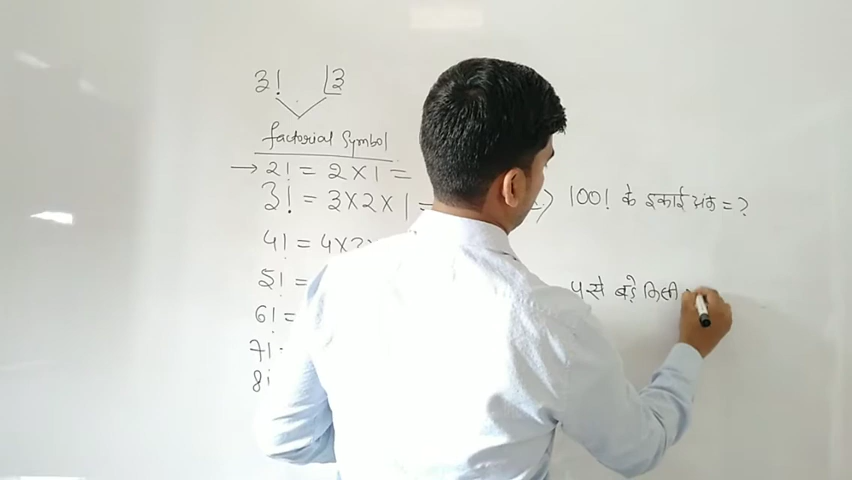 3! |3
factorial symbol
→ 2! = 2 × 1 =
3! = 3 × 2 × 1 =
4! = 4 × 3 ×
5! =
6! =
7! =
8!
100! के इकाई अंक = ?
से बड़े किसी